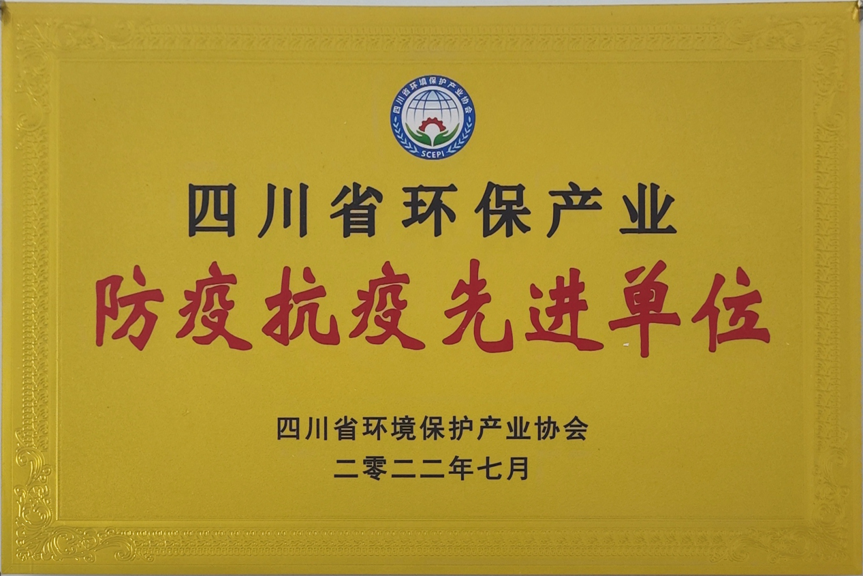 四川省环境保护产业协会
SCEPI
四川省环保产业
防疫抗疫先进单位
四川省环境保护产业协会
二零二二年七月